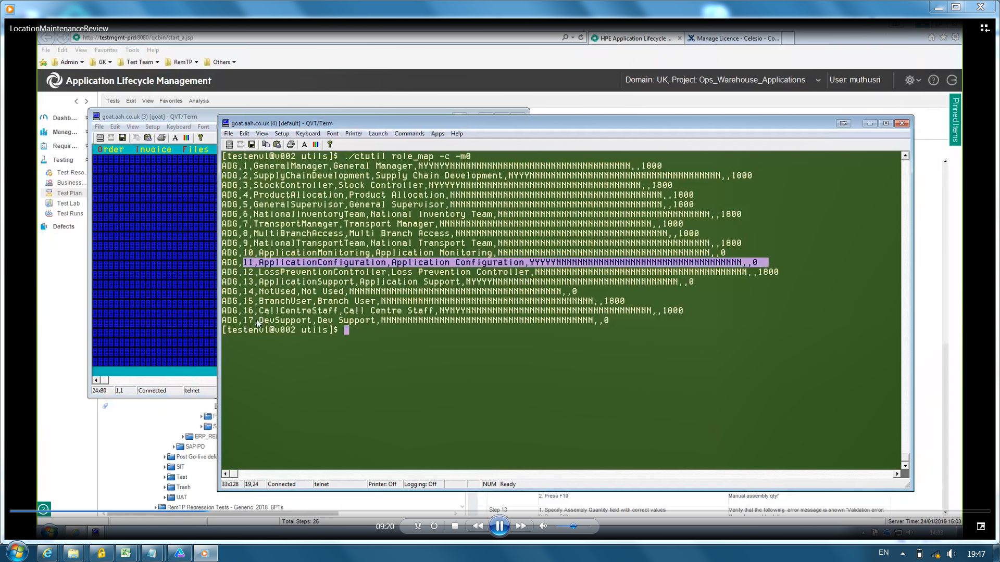 LocationMaintenanceReview
http://testmgmt-prd:8080/qcbin/start_a.jsp
HPE Application Lifecycle ...
Manage Licence - Celesio - Co...
File Edit View Favorites Tools Help
Admin GK Test Team RemTP Others
Application Lifecycle Management
Domain: UK, Project: Ops_Warehouse_Applications
User: muthusri
Tests Edit View Favorites Analysis
Pinned Items
Dashb...
Manag...
Requir...
Testing
Test Reso...
Business...
Test Plan
Test Lab
Test Runs
Defects
goat.aah.co.uk (3) [goat] - QVT/Term
File Edit View Setup Keyboard Font
Order Invoice Files
24x80 1,1 Connected telnet
goat.aah.co.uk (4) [default] - QVT/Term
File Edit View Setup Keyboard Font Printer Launch Commands Apps Help
[testenv1@v002 utils]$ ./ctutil role_map -c -m0
ADG,1,GeneralManager,General Manager,NYYNYYNNNNNNNNNNNNNNNNNNNNNNNNNNNNNNNNNN,,1800
ADG,2,SupplyChainDevelopment,Supply Chain Development,NYYYNNNNNNNNNNNNNNNNNNNNNNNNNNNNNNNNNNNN,,1800
ADG,3,StockController,Stock Controller,NYYYYYNNNNNNNNNNNNNNNNNNNNNNNNNNNNNNNNNN,,1800
ADG,4,ProductAllocation,Product Allocation,NNNNNNNNNNNNNNNNNNNNNNNNNNNNNNNNNNNNNNNN,,1800
ADG,5,GeneralSupervisor,General Supervisor,NNNNNNNNNNNNNNNNNNNNNNNNNNNNNNNNNNNNNNNN,,1800
ADG,6,NationalInventoryTeam,National Inventory Team,NNNNNNNNNNNNNNNNNNNNNNNNNNNNNNNNNNNNNNNN,,1800
ADG,7,TransportManager,Transport Manager,NNNNNNNNNNNNNNNNNNNNNNNNNNNNNNNNNNNNNNNN,,1800
ADG,8,MultiBranchAccess,Multi Branch Access,NNNNNNNNNNNNNNNNNNNNNNNNNNNNNNNNNNNNNNNN,,1800
ADG,9,NationalTransportTeam,National Transport Team,NNNNNNNNNNNNNNNNNNNNNNNNNNNNNNNNNNNNNNNN,,1800
ADG,10,ApplicationMonitoring,Application Monitoring,NNNNNNNNNNNNNNNNNNNNNNNNNNNNNNNNNNNNNNNN,,0
ADG,11,ApplicationConfiguration,Application Configuration,YYYYYNNNNNNNNNNNNNNNNNNNNNNNNNNNNNNNNNNN,,0
ADG,12,LossPreventionController,Loss Prevention Controller,NNNNNNNNNNNNNNNNNNNNNNNNNNNNNNNNNNNNNNNN,,1800
ADG,13,ApplicationSupport,Application Support,NYYYYNNNNNNNNNNNNNNNNNNNNNNNNNNNNNNNNNNN,,0
ADG,14,NotUsed,Not Used,NNNNNNNNNNNNNNNNNNNNNNNNNNNNNNNNNNNNNNNN,,0
ADG,15,BranchUser,Branch User,NNNNNNNNNNNNNNNNNNNNNNNNNNNNNNNNNNNNNNNN,,1800
ADG,16,CallCentreStaff,Call Centre Staff,NYNYYNNNNNNNNNNNNNNNNNNNNNNNNNNNNNNNNNNN,,1800
ADG,17,DevSupport,Dev Support,NNNNNNNNNNNNNNNNNNNNNNNNNNNNNNNNNNNNNNNN,,0
[testenv1@v002 utils]$
33x128 19,24 Connected telnet Printer: Off Logging: Off NUM Ready
ERP_REL
SAP PO
Post Go-live defe
SIT
Test
Trash
UAT
RemTP Regression Tests - Generic_2018_BPTs
2. Press F10
Manual assembly qty"
Step 13
1. Specify Assembly Quantity field with correct values
Verify that the following error message is shown "Validation error:
Total Steps: 25
Server Time: 24/01/2019 15:03
09:20
14:03
EN
19:47